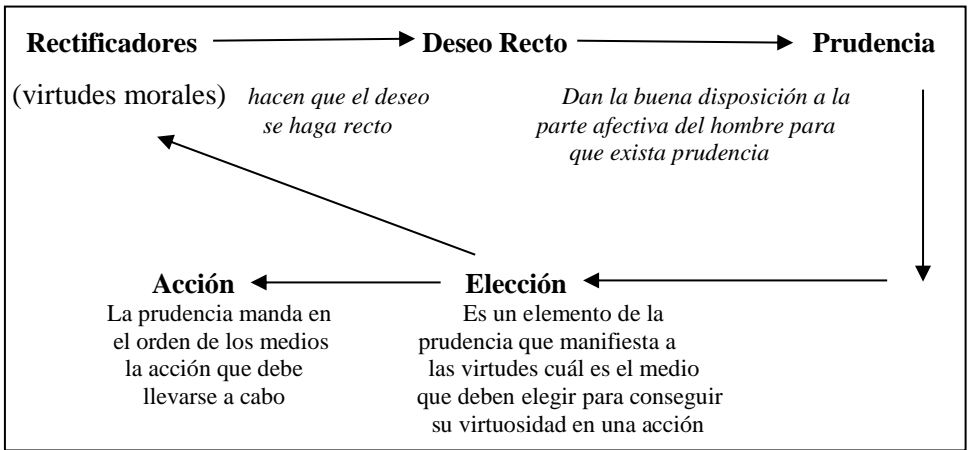 Rectificadores Deseo Recto Prudencia
(virtudes morales)
hacen que el deseo
se haga recto
Dan la buena disposición a la
parte afectiva del hombre para
que exista prudencia
Acción
La prudencia manda en
el orden de los medios
la acción que debe
llevarse a cabo
Elección
Es un elemento de la
prudencia que manifiesta a
las virtudes cuál es el medio
que deben elegir para conseguir
su virtuosidad en una acción